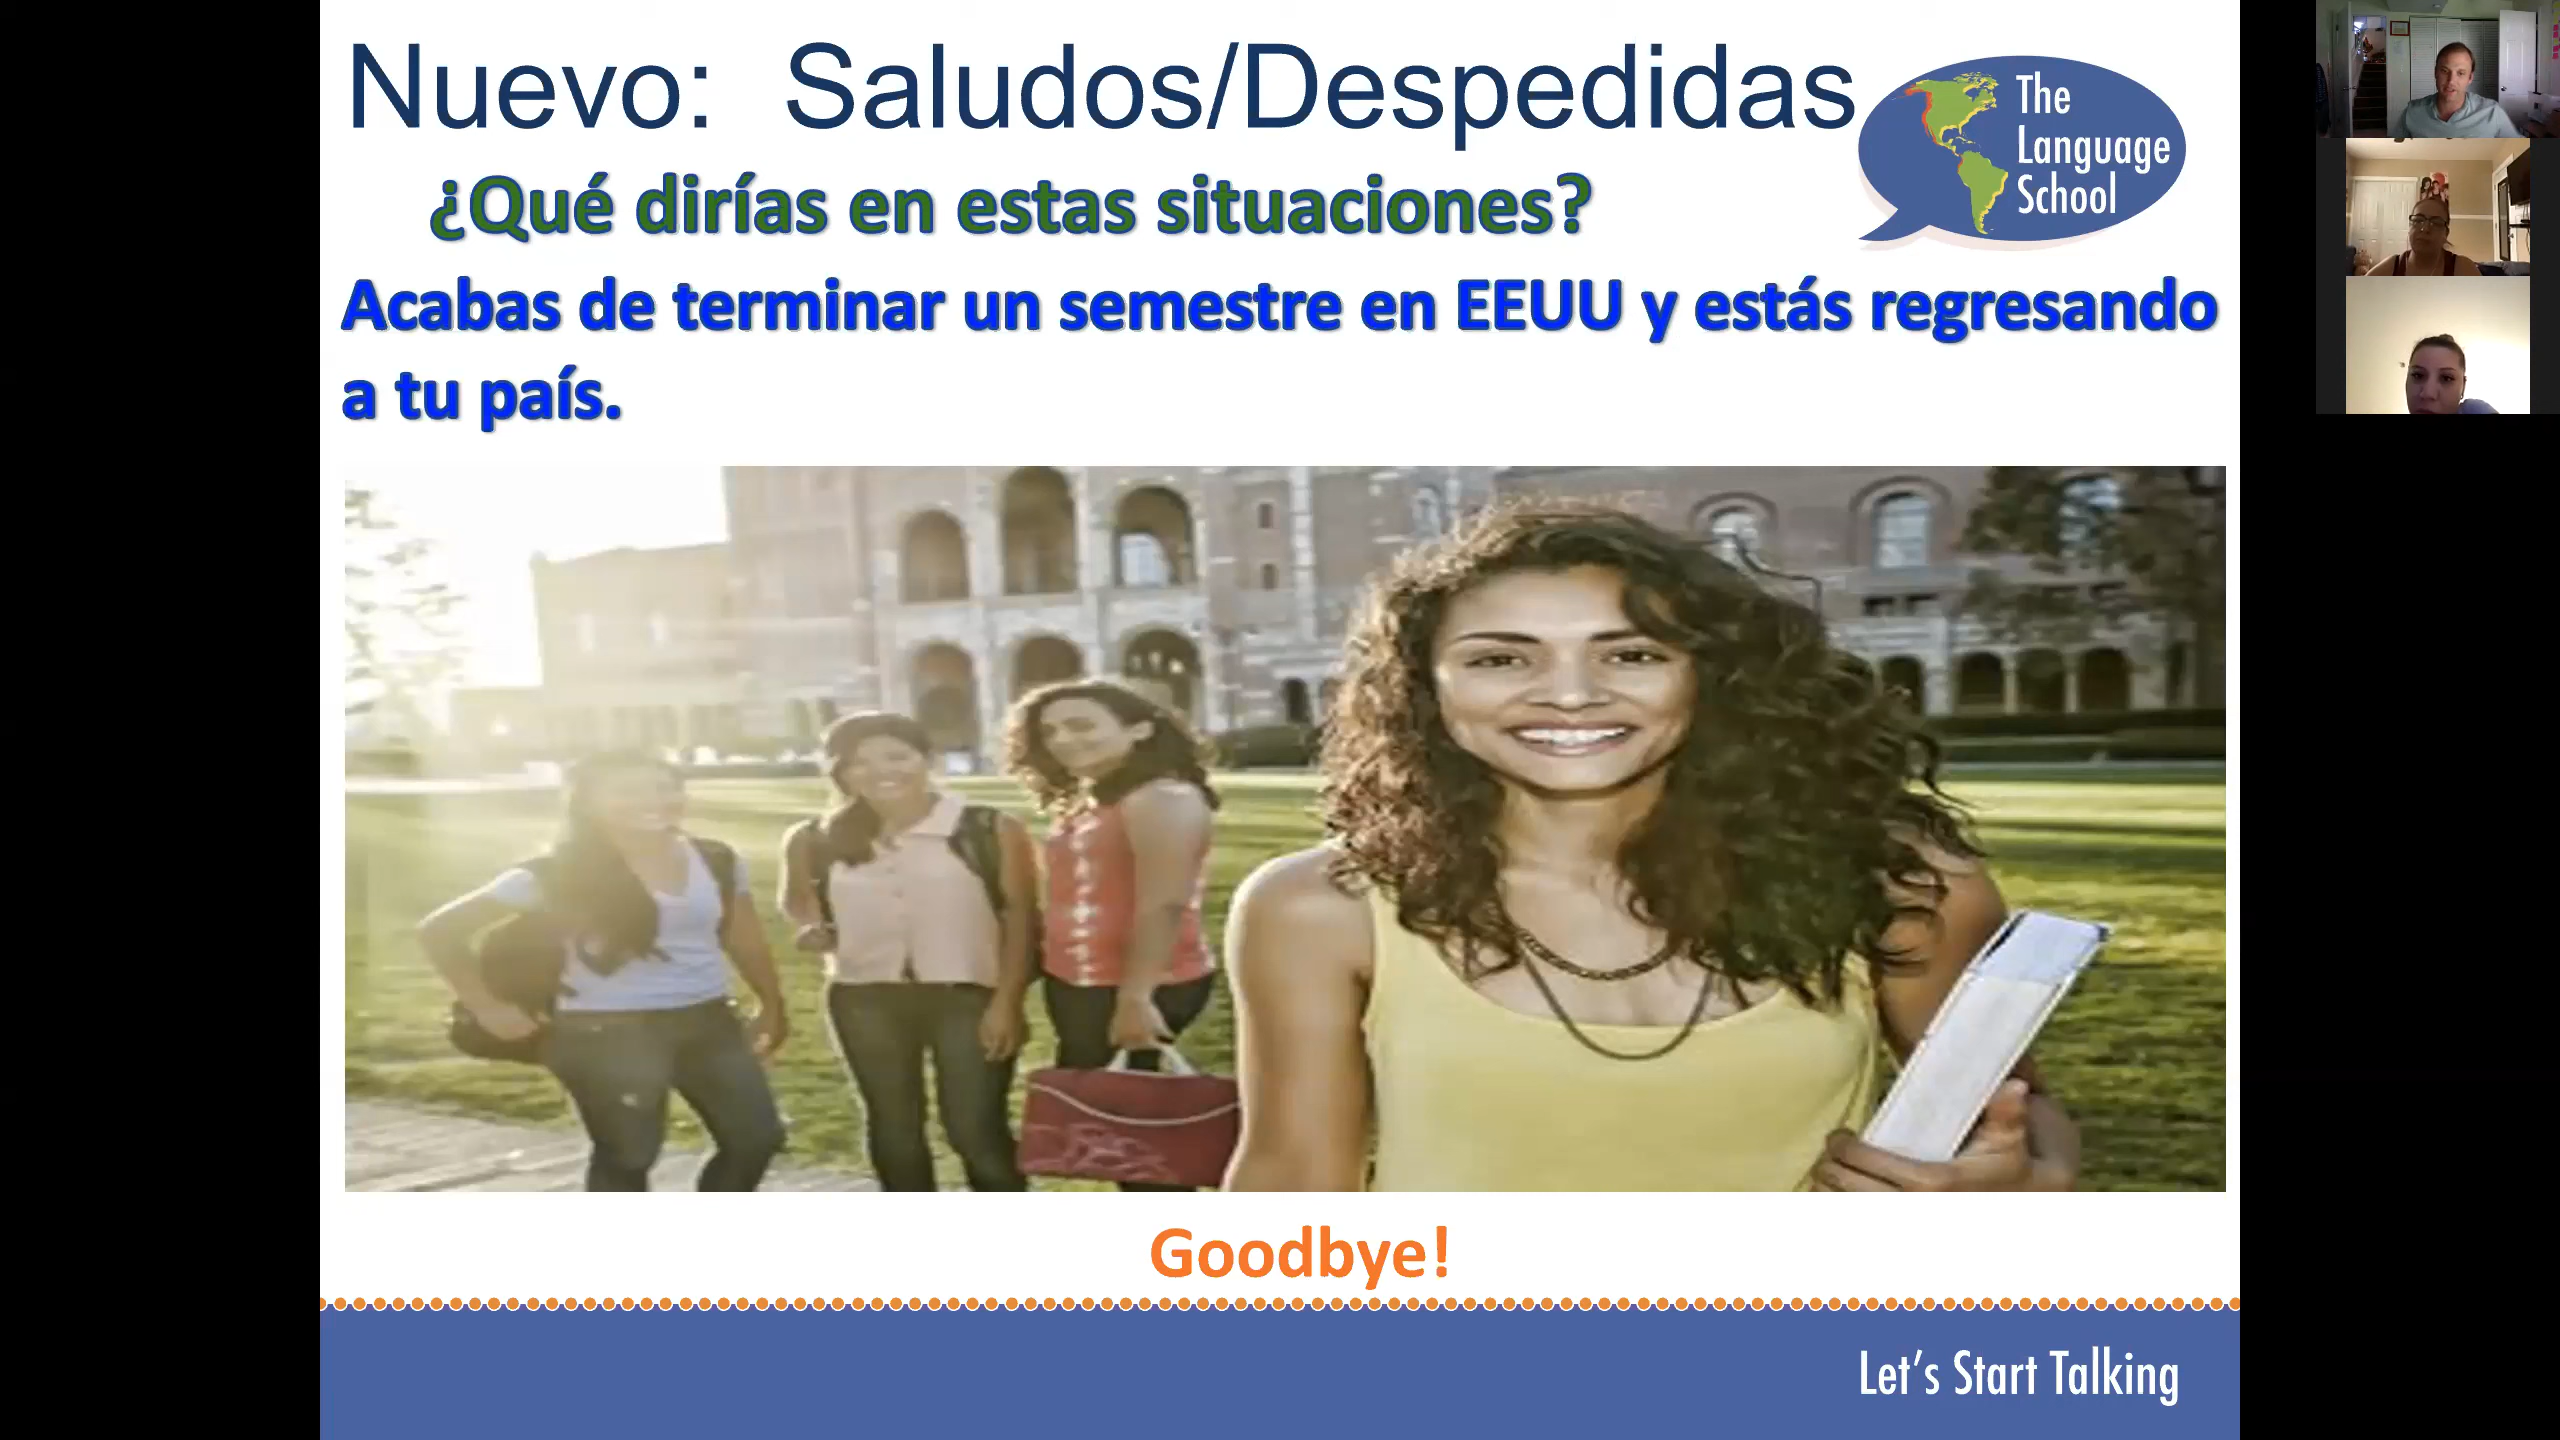 Nuevo: Saludos/Despedidas
The
Language
School
¿Qué dirías en estas situaciones?
Acabas de terminar un semestre en EEUU y estás regresando
a tu país.
Goodbye!
Let's Start Talking